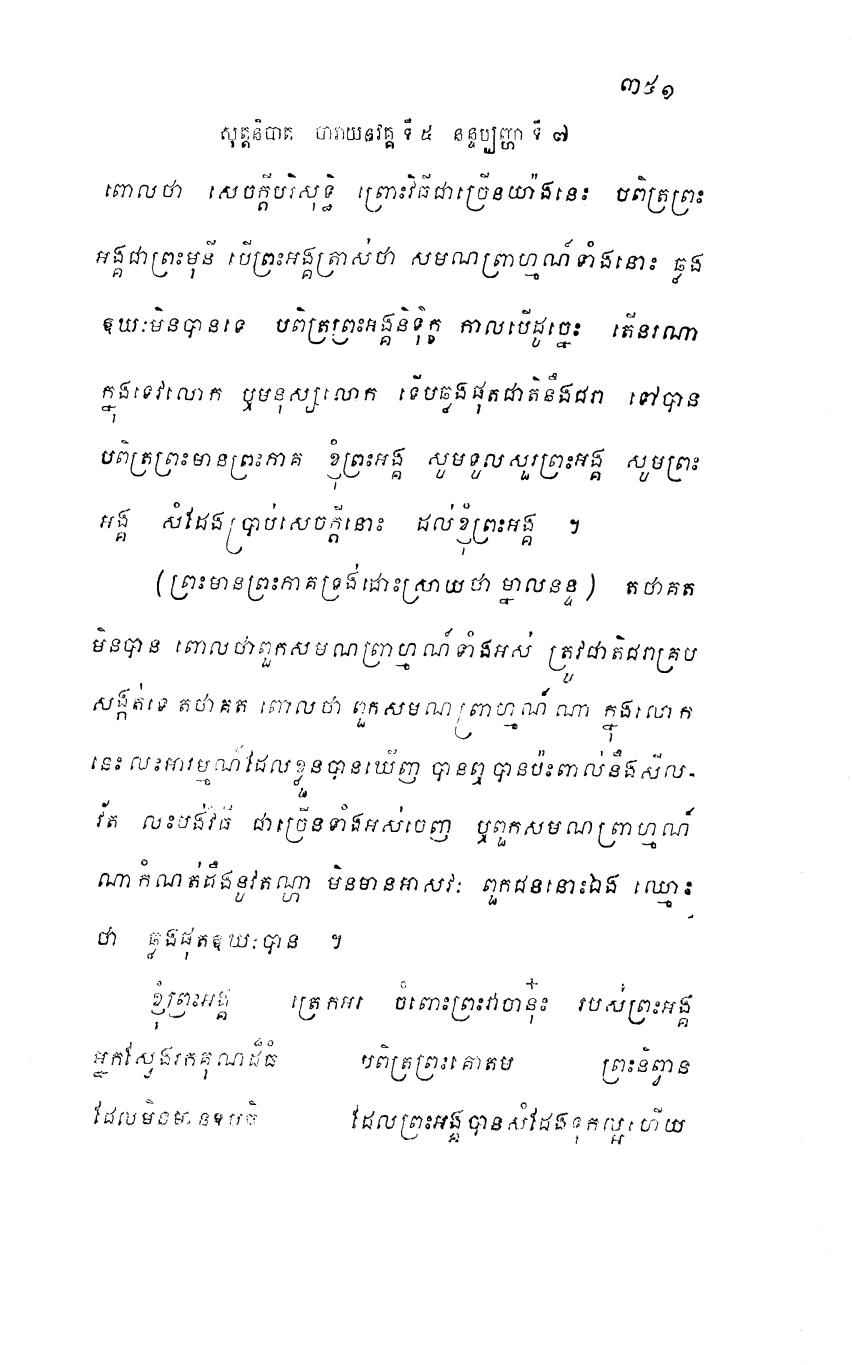 ៣៥១
សុត្តនិបាត បារាយនវគ្គ ទី ៥ នន្ទប្បញ្ហា ទី ៧
ពោលថា សេចក្តីបរិសុទ្ធិ ព្រោះវិធីជាច្រើនយ៉ាងនេះ បពិត្រព្រះ
អង្គជាព្រះមុនី បើព្រះអង្គត្រាស់ថា សមណព្រាហ្មណ៍ទាំងនោះ ឆ្លង
ឱឃៈមិនបានទេ បពិត្រព្រះអង្គនិទ្ទុក្ខ កាលបើដូច្នេះ តើនរណា
ក្នុងទេវលោក ឬមនុស្សលោក ទើបឆ្លងផុតជាតិនឹងជរា ទៅបាន
បពិត្រព្រះមានព្រះភាគ ខ្ញុំព្រះអង្គ សូមទូលសួរព្រះអង្គ សូមព្រះ
អង្គ សំដែងប្រាប់សេចក្តីនោះ ដល់ខ្ញុំព្រះអង្គ ។
(ព្រះមានព្រះភាគទ្រង់ដោះស្រាយថា ម្នាលនន្ទ) តថាគត
មិនបាន ពោលថាពួកសមណព្រាហ្មណ៍ទាំងអស់ ត្រូវជាតិជរាគ្រប
សង្កត់ទេ តថាគត ពោលថា ពួកសមណព្រាហ្មណ៍ណា ក្នុងលោក
នេះ លះអារម្មណ៍ដែលខ្លួនបានឃើញ បានឮ បានប៉ះពាល់នឹងសីល-
វ័ត លះបង់វិធី ជាច្រើនទាំងអស់ចេញ ឬពួកសមណព្រាហ្មណ៍
ណាកំណត់ដឹងនូវតណ្ហា មិនមានអាសវៈ ពួកជននោះឯង ឈ្មោះ
ថា ឆ្លងផុតឱឃៈបាន ។
ខ្ញុំព្រះអង្គ ត្រេកអរ ចំពោះព្រះវាចានុ៎ះ របស់ព្រះអង្គ
អ្នកស្វែងរកគុណដ៏ធំ បពិត្រព្រះគោតម ព្រះនិព្វាន
ដែលមិនមានឧបធិ ដែលព្រះអង្គបានសំដែងទុកល្អហើយ